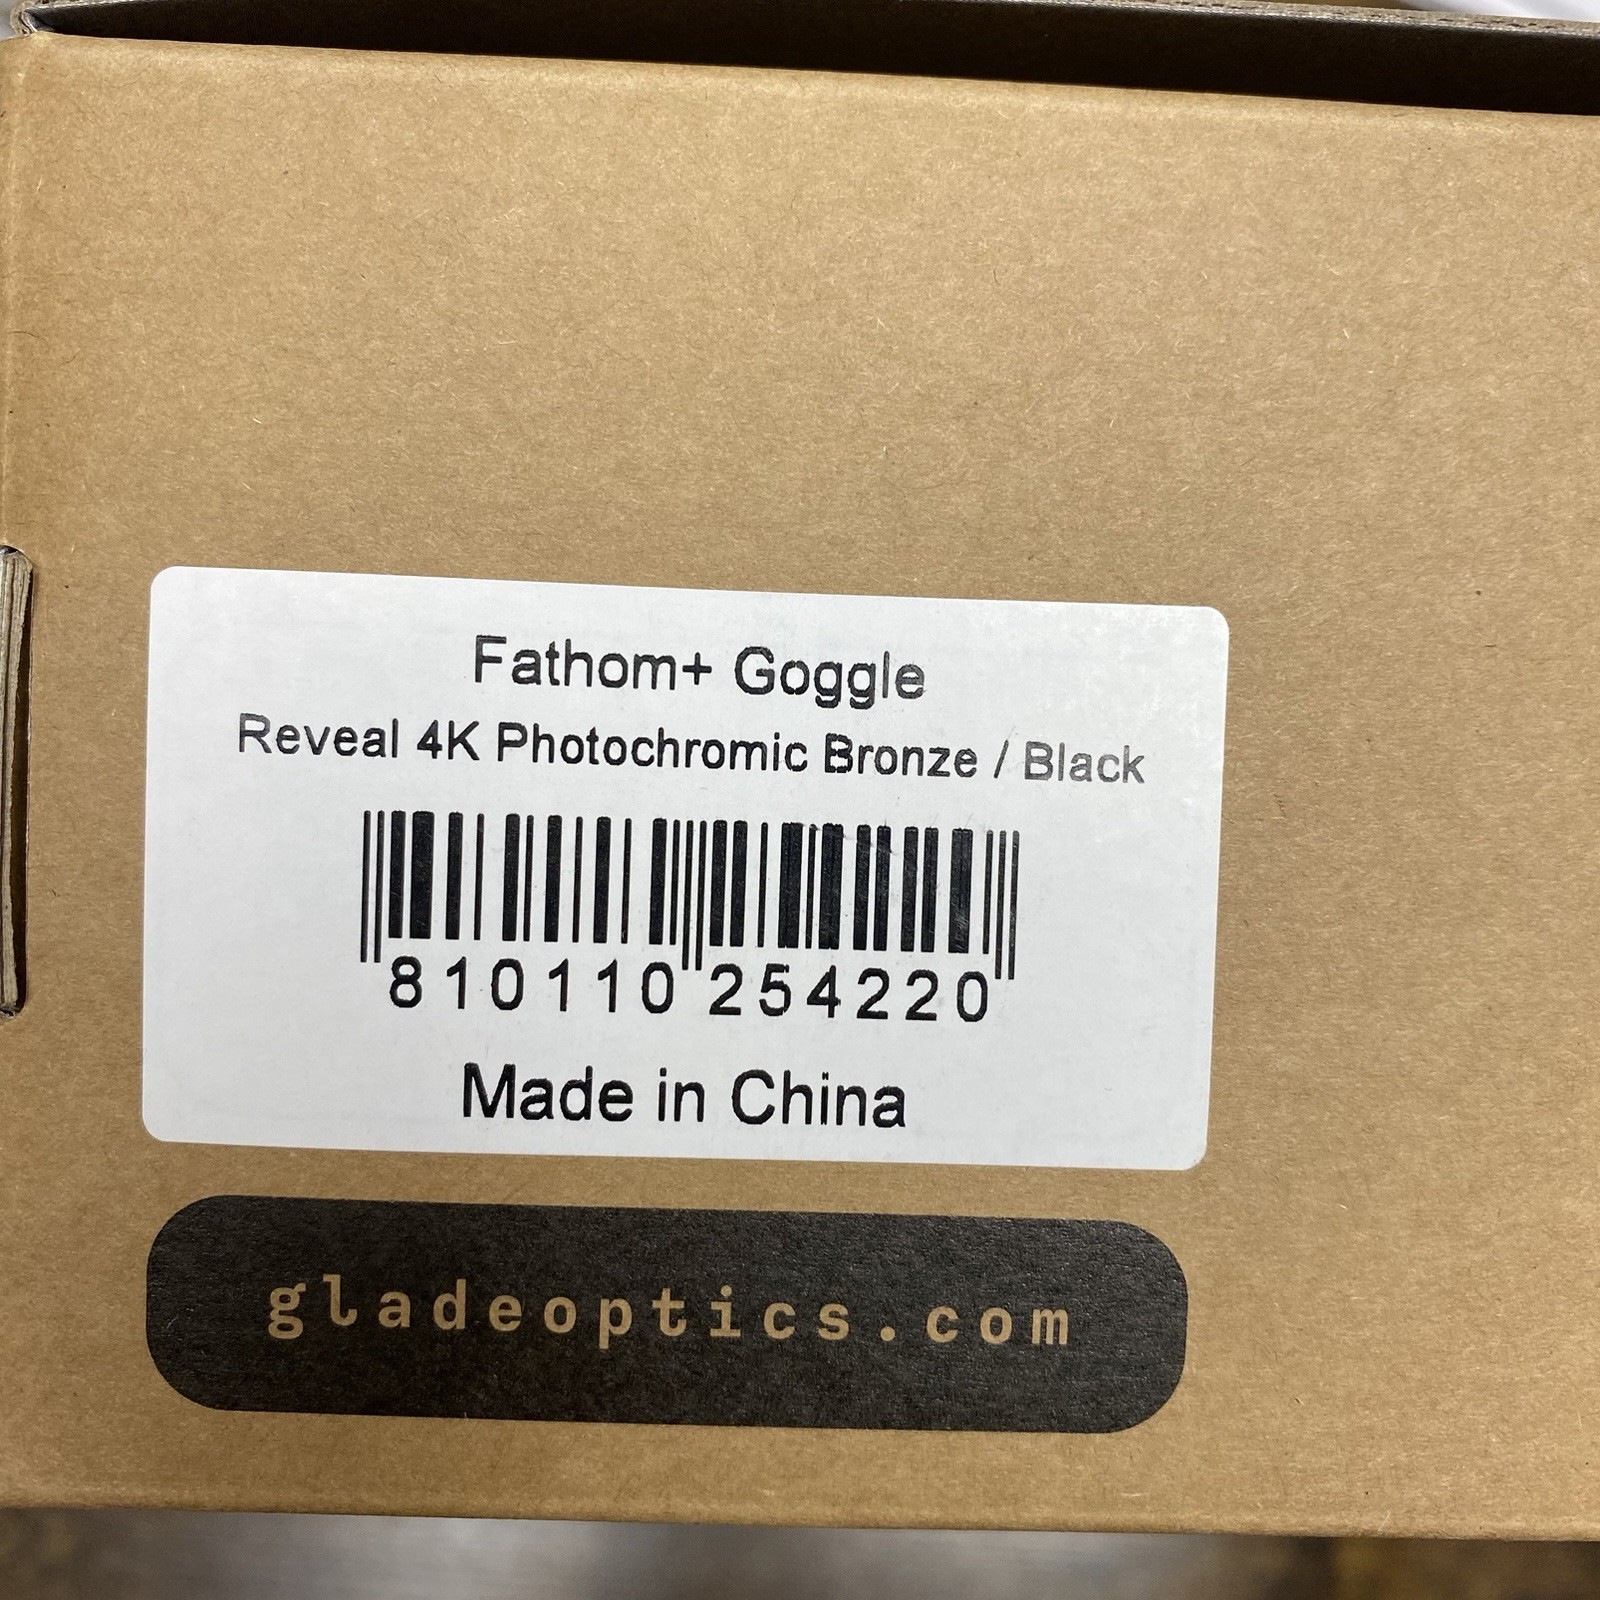 Fathom+ Goggle
Reveal 4K Photochromic Bronze / Black
810110 254220
Made in China
gladeoptics.com